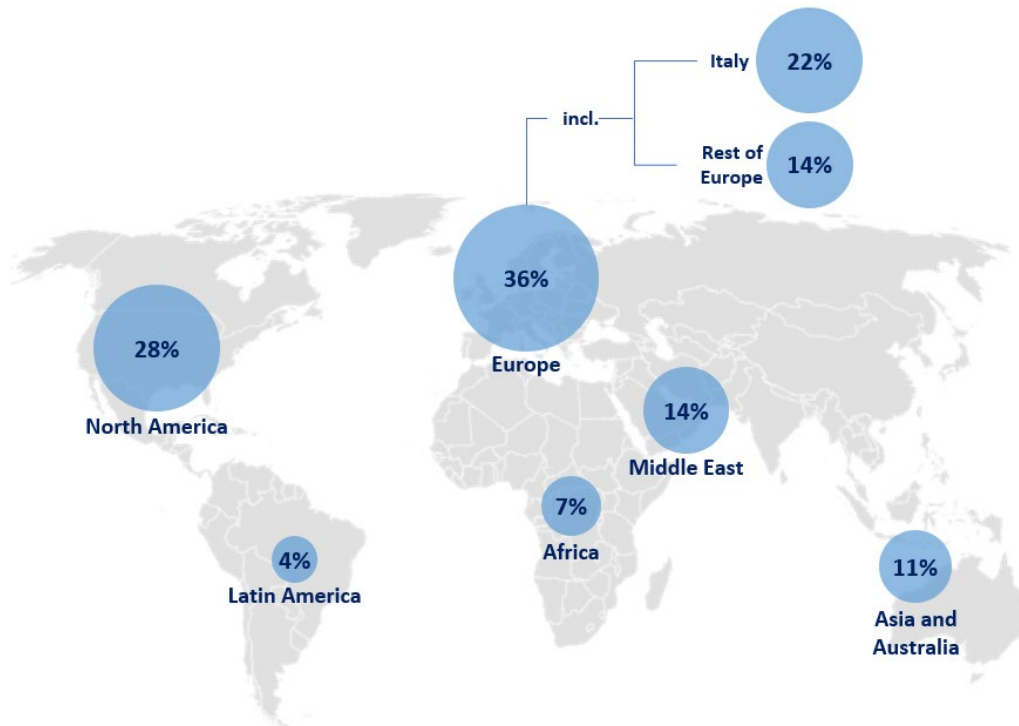 Italy
22%
incl.
Rest of
Europe
14%
36%
Europe
28%
North America
14%
Middle East
7%
Africa
4%
Latin America
11%
Asia and
Australia